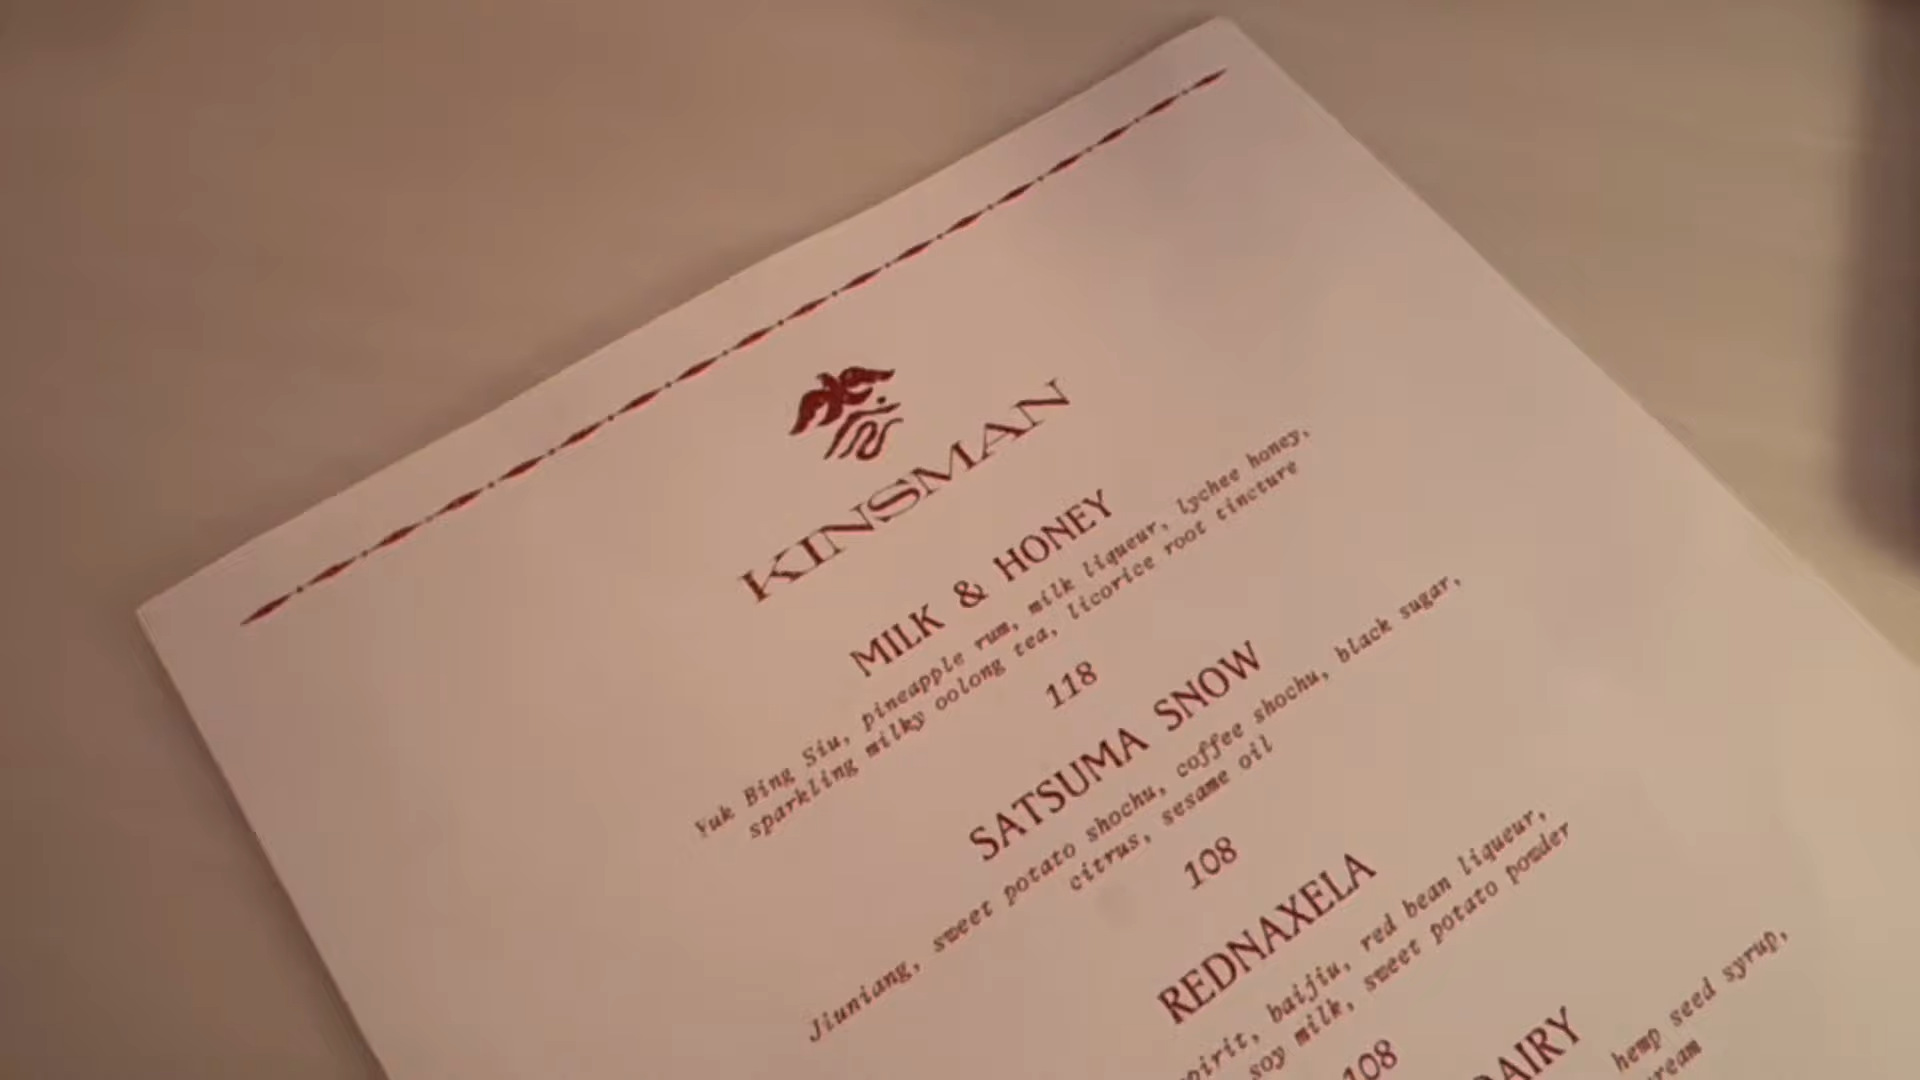 KINSMAN
MILK & HONEY
Yuk Bing Siu, pineapple rum, milk liqueur, lychee honey,
sparkling milky oolong tea, licorice root tincture
118
SATSUMA SNOW
Jiuniang, sweet potato shochu, coffee shochu, black sugar,
citrus, sesame oil
108
REDNAXELA
baijiu, red bean liqueur,
soy milk, sweet potato powder
108
DAIRY
hemp seed syrup,